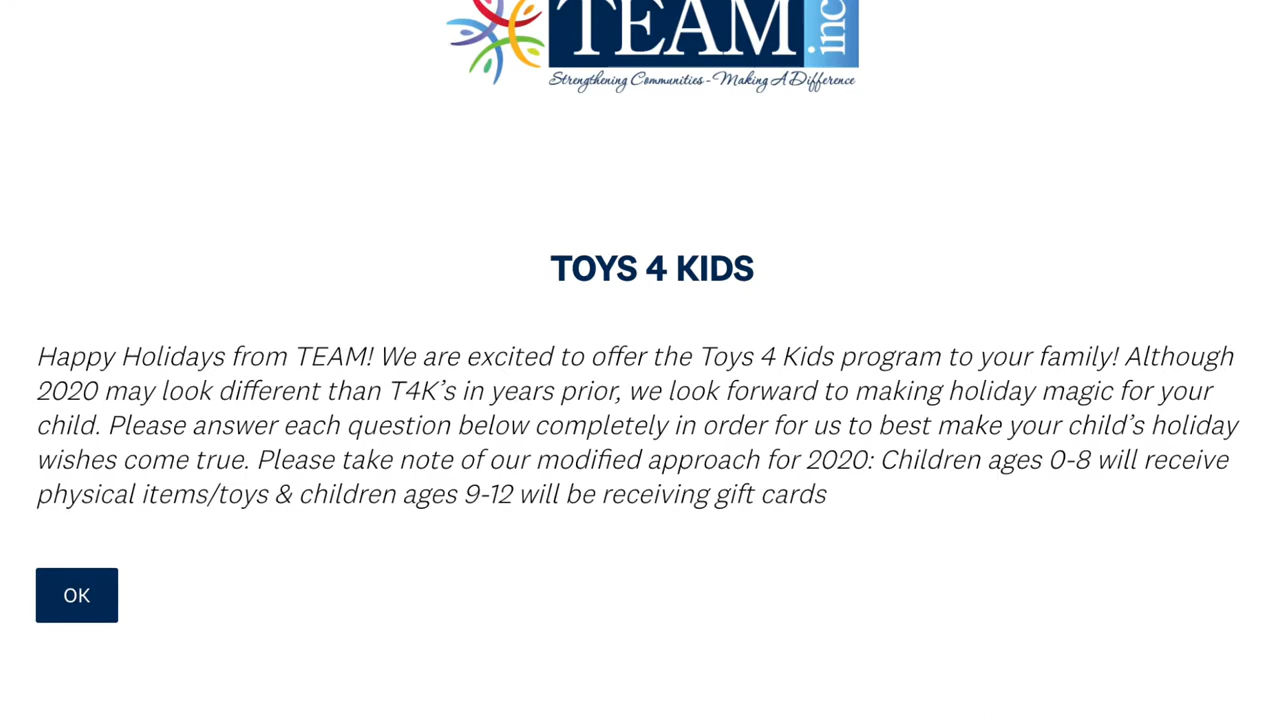 TEAM inc
Strengthening Communities - Making A Difference
TOYS 4 KIDS
Happy Holidays from TEAM! We are excited to offer the Toys 4 Kids program to your family! Although
2020 may look different than T4K’s in years prior, we look forward to making holiday magic for your
child. Please answer each question below completely in order for us to best make your child’s holiday
wishes come true. Please take note of our modified approach for 2020: Children ages 0-8 will receive
physical items/toys & children ages 9-12 will be receiving gift cards
OK